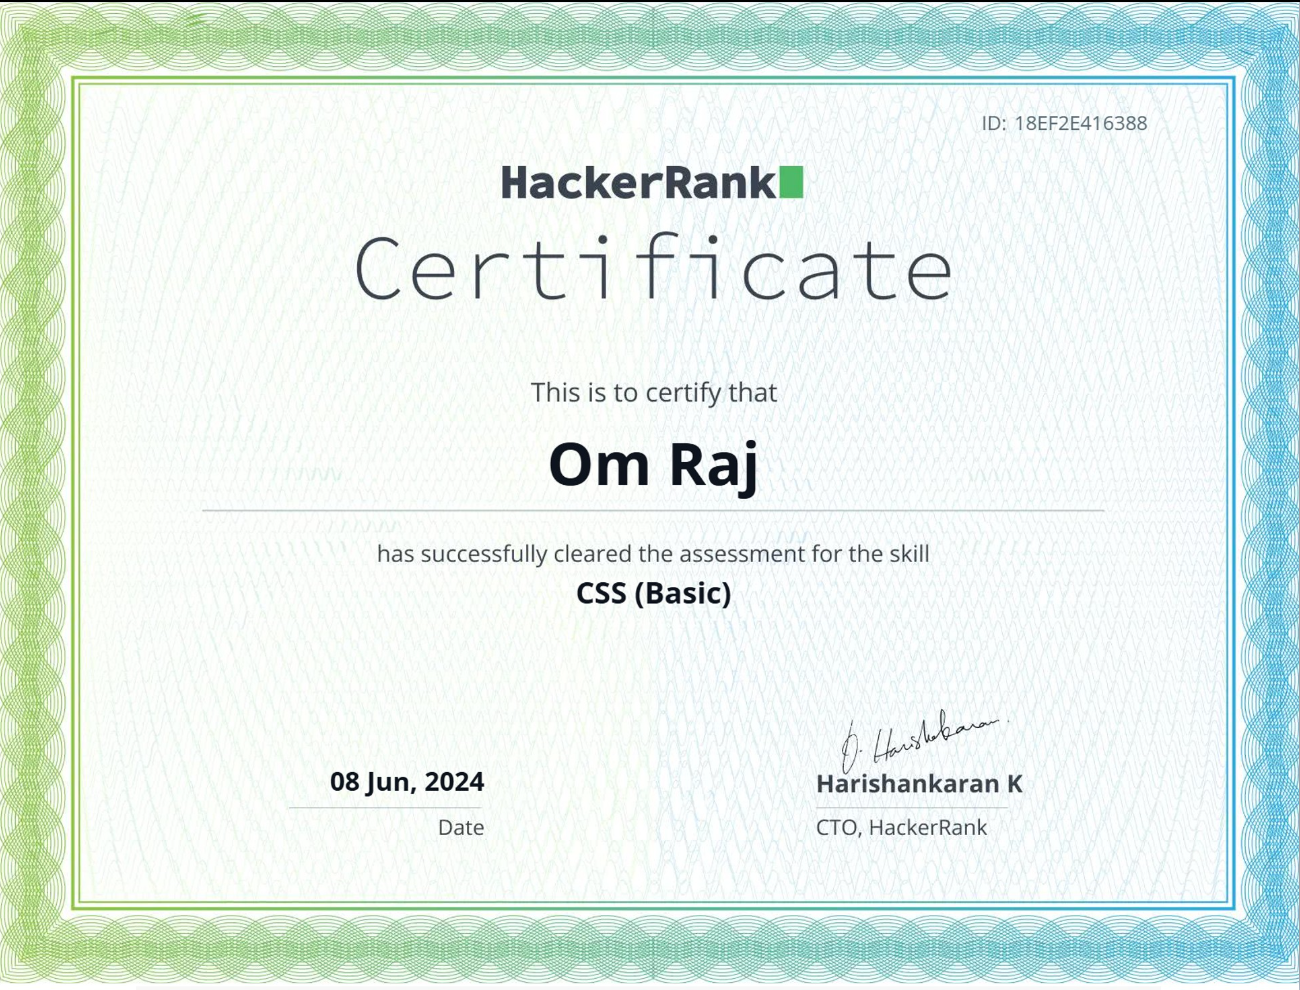 ID: 18EF2E416388
HackerRank
Certificate
This is to certify that
Om Raj
has successfully cleared the assessment for the skill
CSS (Basic)
08 Jun, 2024
Date
Harishankaran K
CTO, HackerRank